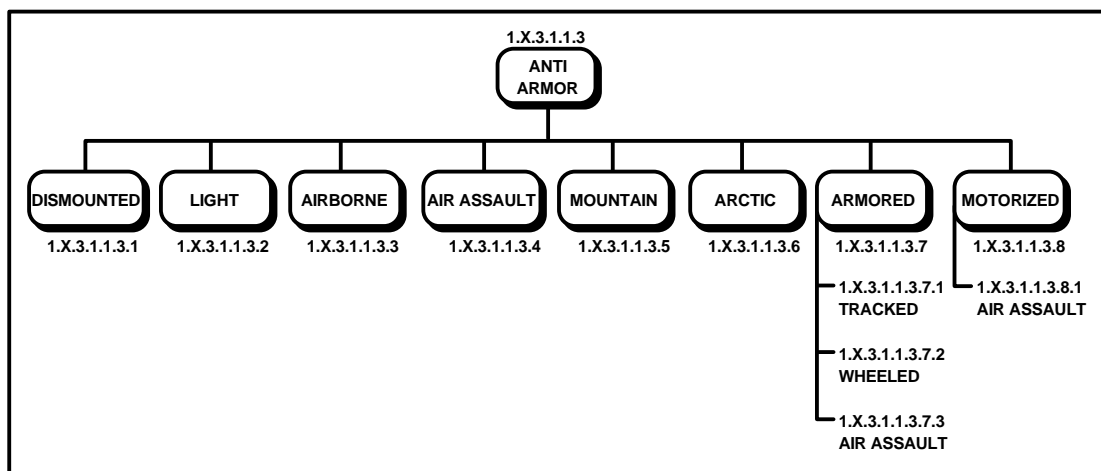 1.X.3.1.1.3
ANTI
ARMOR
DISMOUNTED
LIGHT
AIRBORNE
AIR ASSAULT
MOUNTAIN
ARCTIC
ARMORED
MOTORIZED
1.X.3.1.1.3.1
1.X.3.1.1.3.2
1.X.3.1.1.3.3
1.X.3.1.1.3.4
1.X.3.1.1.3.5
1.X.3.1.1.3.6
1.X.3.1.1.3.7
1.X.3.1.1.3.8
1.X.3.1.1.3.7.1
TRACKED
1.X.3.1.1.3.8.1
AIR ASSAULT
1.X.3.1.1.3.7.2
WHEELED
1.X.3.1.1.3.7.3
AIR ASSAULT